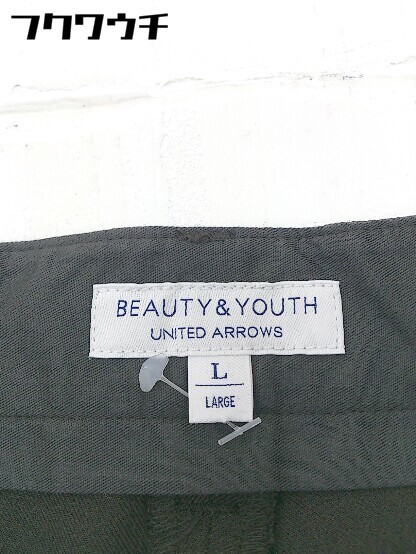 フクワウチ
BEAUTY&YOUTH
UNITED ARROWS
L
LARGE